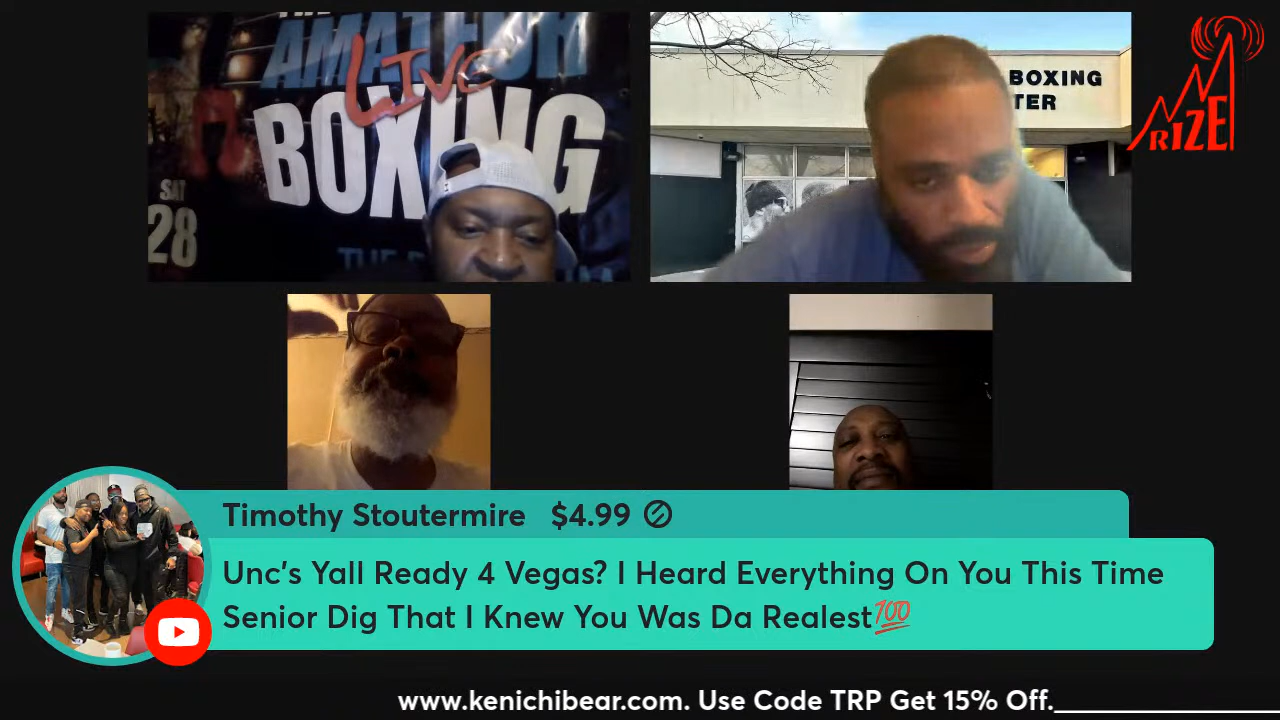 AMATEUR
LIVE
BOXING
SAT
28
BOXING
TER
RIZE
Timothy Stoutermire $4.99
Unc's Yall Ready 4 Vegas? I Heard Everything On You This Time
Senior Dig That I Knew You Was Da Realest💯
www.kenichibear.com. Use Code TRP Get 15% Off.